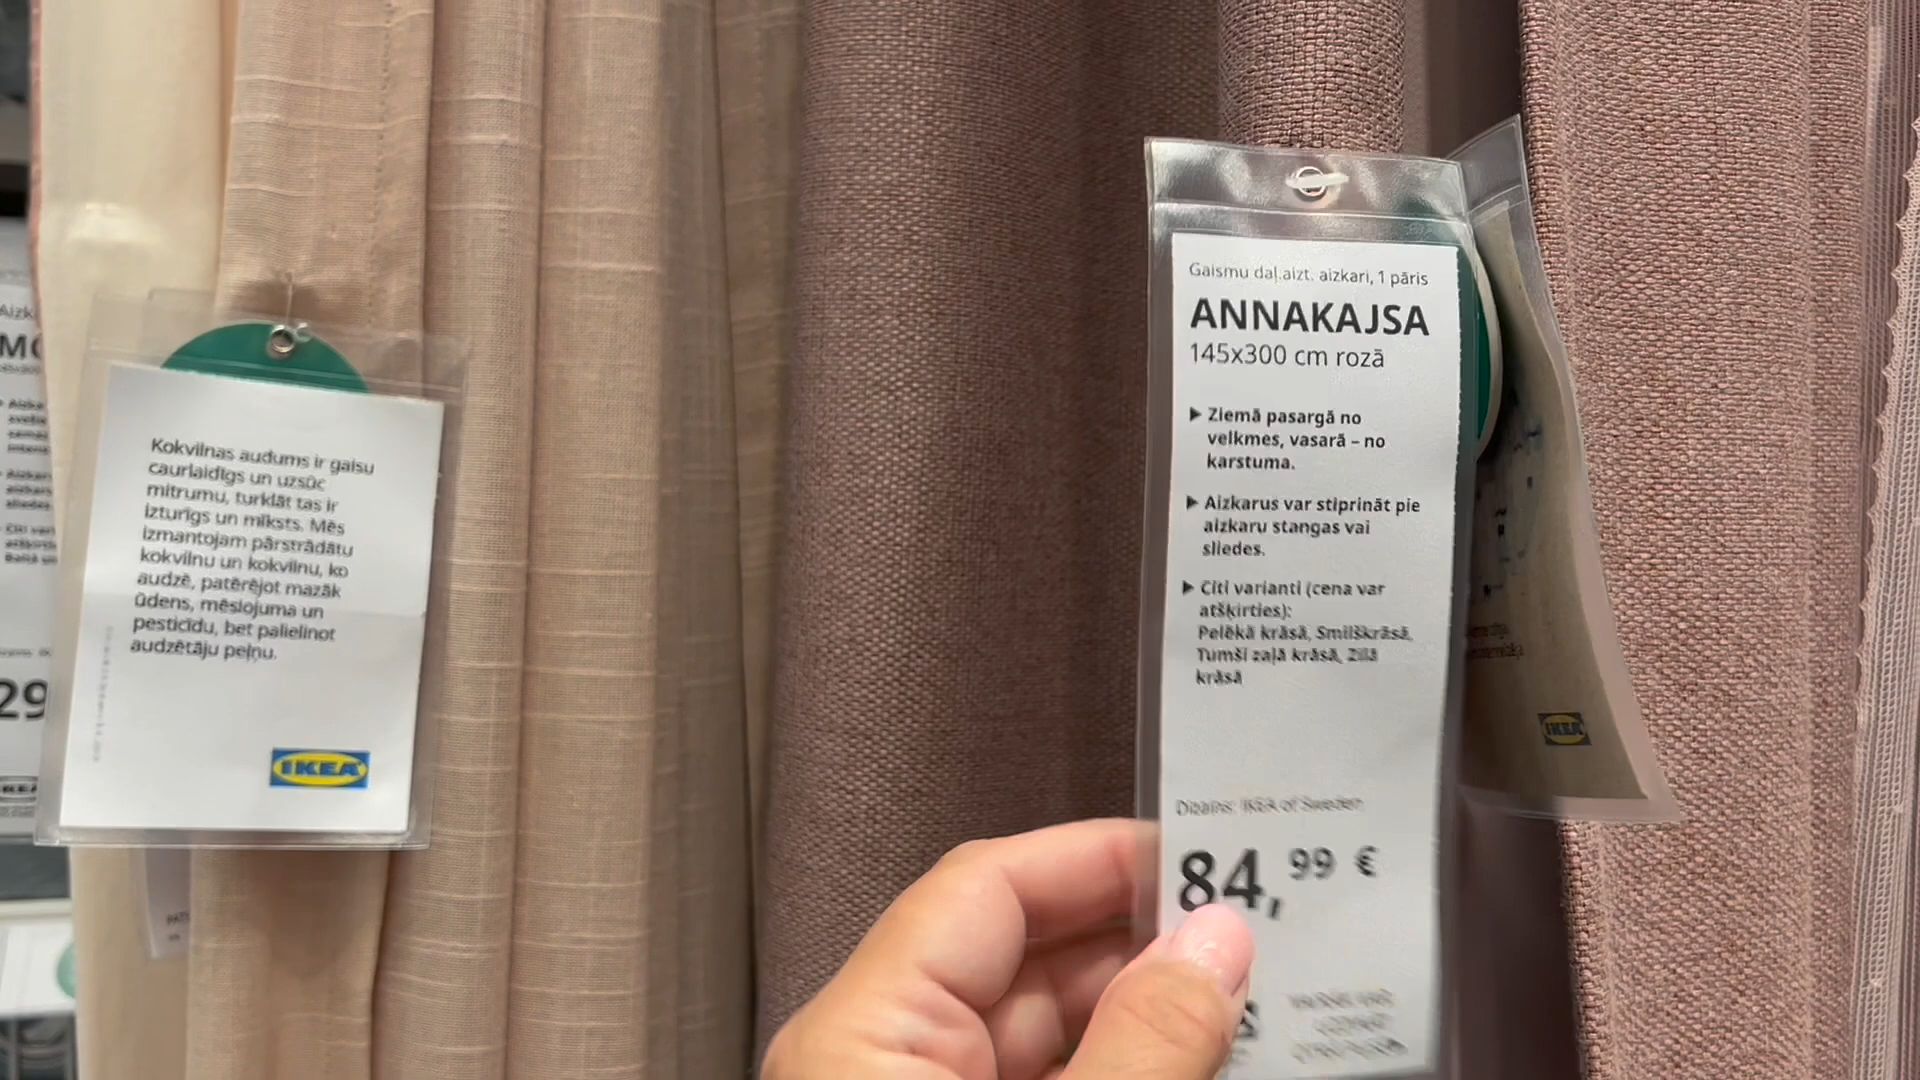 Kokvilnas audums ir gaisu
caurlaidīgs un uzsūc
mitrumu, turklāt tas ir
izturīgs un mīksts. Mēs
izmantojam pārstrādātu
kokvilnu un kokvilnu, ko
audzē, patērējot mazāk
ūdens, mēslojuma un
pesticīdu, bet palielinot
audzētāju peļņu.
IKEA
29
Gaismu daļ.aizt. aizkari, 1 pāris
ANNAKAJSA
145x300 cm rozā
▶ Ziemā pasargā no
velkmes, vasarā – no
karstuma.
▶ Aizkarus var stiprināt pie
aizkaru stangas vai
sliedes.
▶ Citi varianti (cena var
atšķirties):
Pelēkā krāsā, Smilškrāsā,
Tumši zaļā krāsā, Zilā
krāsā
Dizains: IKEA of Sweden
84,99 €
IKEA